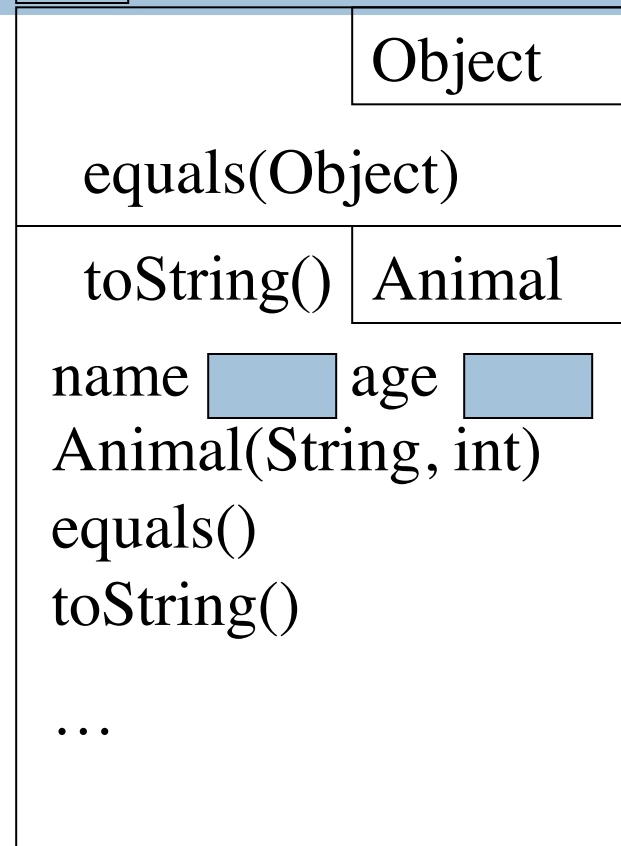 Object
equals(Object)
toString() Animal
name age
Animal(String, int)
equals()
toString()
…